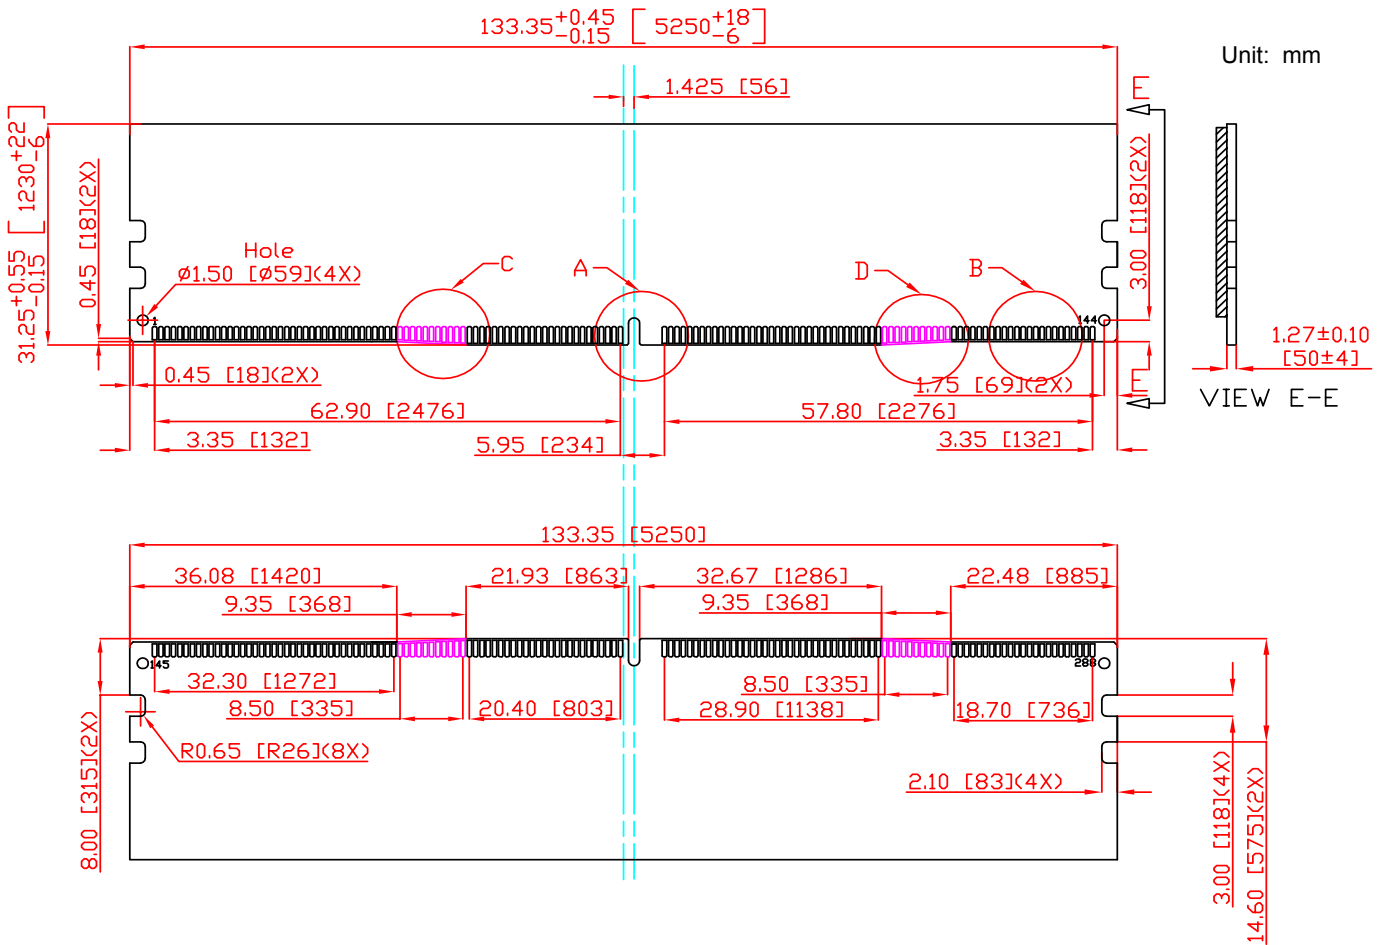 133.35+0.45-0.15 [ 5250+18-6 ]
Unit: mm
1.425 [56]
E
31.25+0.55-0.15 [ 1230+22-6 ]
0.45 [18](2X)
3.00 [118](2X)
Hole
ø1.50 [ø59](4X)
C
A
D
B
1
144
1.27±0.10
[50±4]
0.45 [18](2X)
1.75 [69](2X)
E
VIEW E-E
62.90 [2476]
57.80 [2276]
3.35 [132]
5.95 [234]
3.35 [132]
133.35 [5250]
36.08 [1420]
21.93 [863]
32.67 [1286]
22.48 [885]
9.35 [368]
9.35 [368]
145
288
32.30 [1272]
8.50 [335]
8.50 [335]
20.40 [803]
28.90 [1138]
18.70 [736]
R0.65 [R26](8X)
2.10 [83](4X)
8.00 [315](2X)
3.00 [118](4X)
14.60 [575](2X)